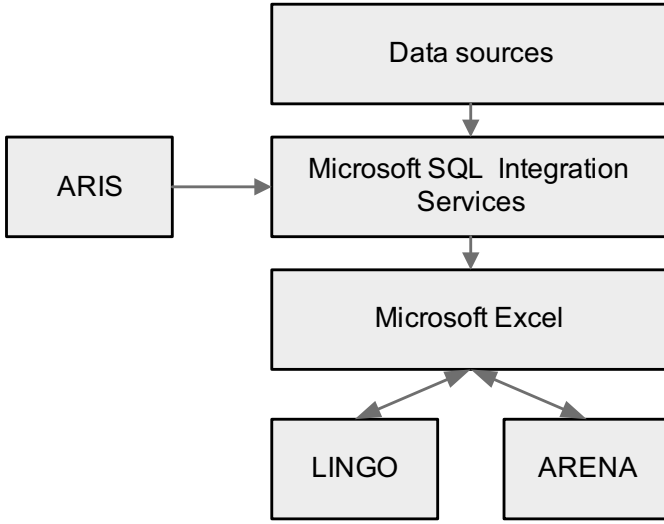 Data sources
ARIS
Microsoft SQL Integration
Services
Microsoft Excel
LINGO
ARENA